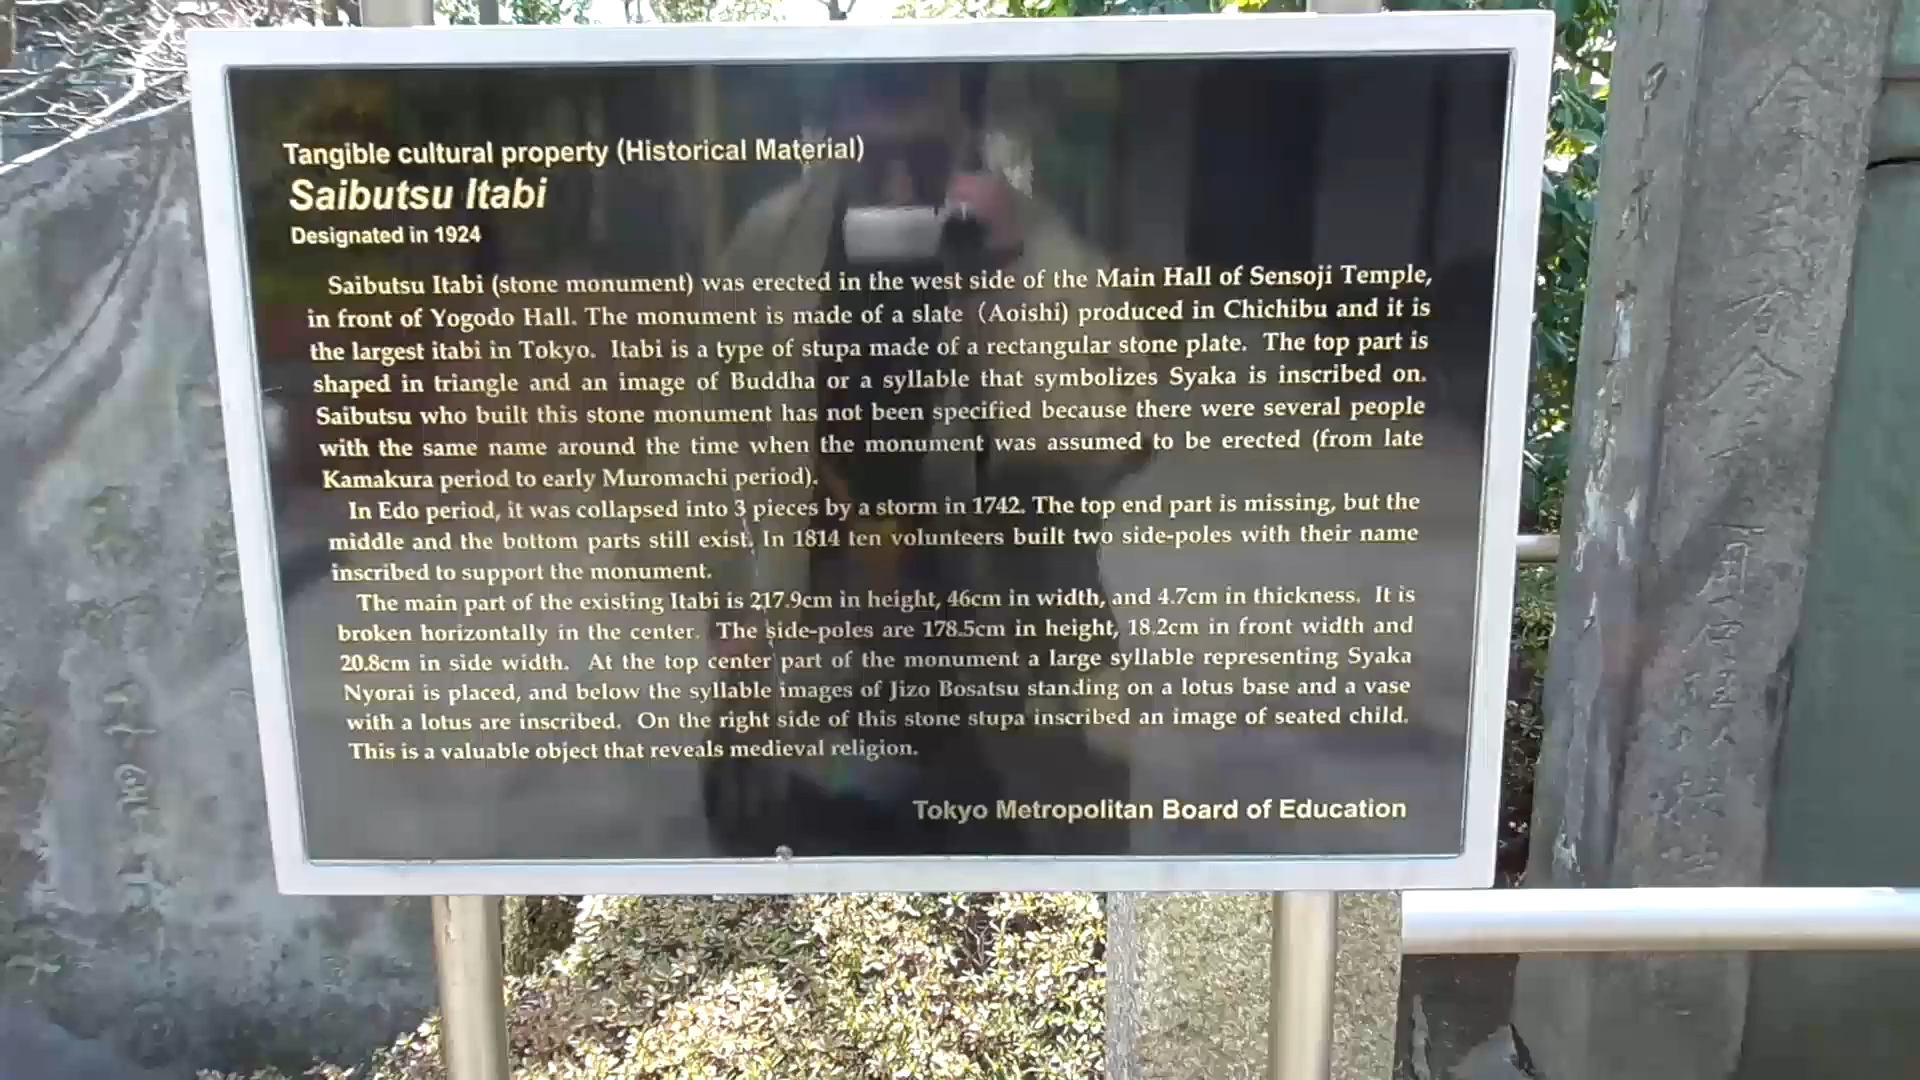 Tangible cultural property (Historical Material)
Saibutsu Itabi
Designated in 1924
Saibutsu Itabi (stone monument) was erected in the west side of the Main Hall of Sensoji Temple,
in front of Yogodo Hall. The monument is made of a slate (Aoishi) produced in Chichibu and it is
the largest itabi in Tokyo. Itabi is a type of stupa made of a rectangular stone plate. The top part is
shaped in triangle and an image of Buddha or a syllable that symbolizes Syaka is inscribed on.
Saibutsu who built this stone monument has not been specified because there were several people
with the same name around the time when the monument was assumed to be erected (from late
Kamakura period to early Muromachi period).
In Edo period, it was collapsed into 3 pieces by a storm in 1742. The top end part is missing, but the
middle and the bottom parts still exist. In 1814 ten volunteers built two side-poles with their name
inscribed to support the monument.
The main part of the existing Itabi is 217.9cm in height, 46cm in width, and 4.7cm in thickness. It is
broken horizontally in the center. The side-poles are 178.5cm in height, 18.2cm in front width and
20.8cm in side width. At the top center part of the monument a large syllable representing Syaka
Nyorai is placed, and below the syllable images of Jizo Bosatsu standing on a lotus base and a vase
with a lotus are inscribed. On the right side of this stone stupa inscribed an image of seated child.
This is a valuable object that reveals medieval religion.
Tokyo Metropolitan Board of Education